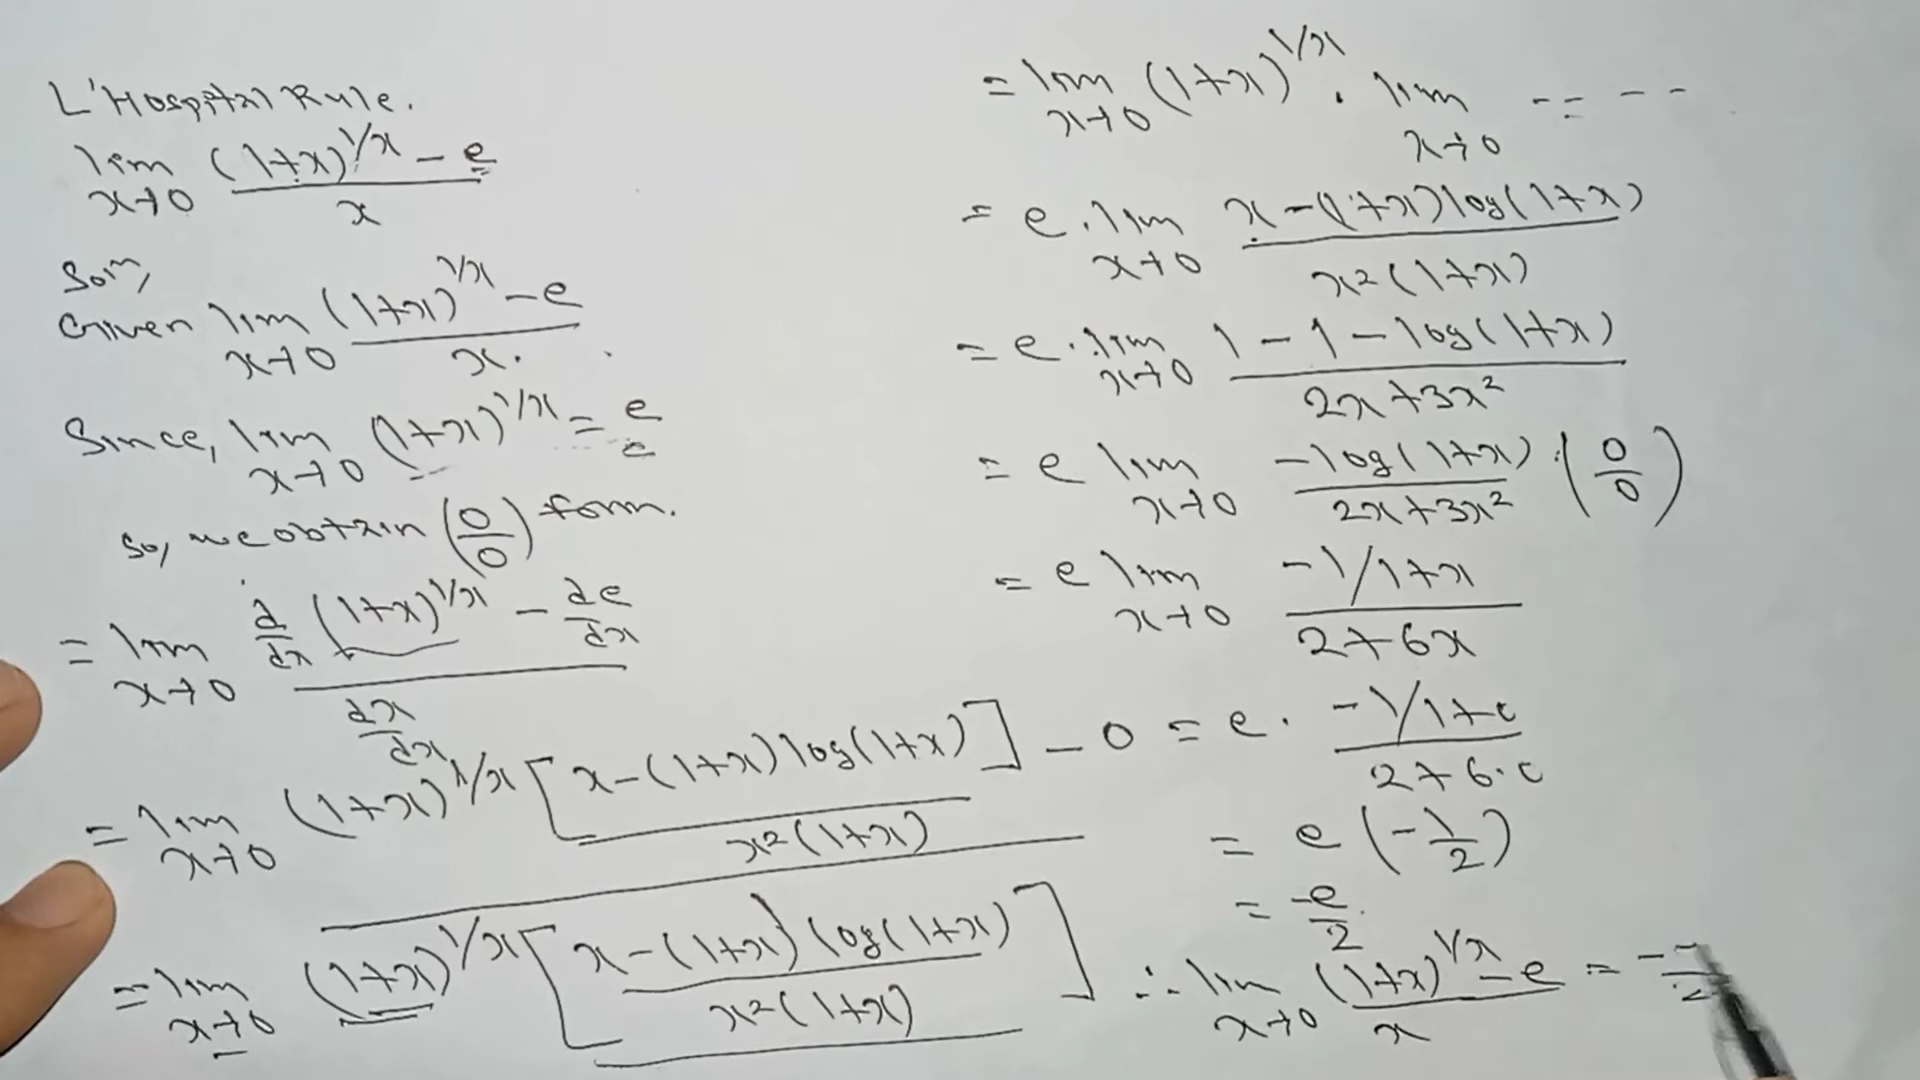 L'Hospital Rule.
lim x→0 ((1+x)^1/x - e)/x
Soln,
Given lim x→0 ((1+x)^1/x - e)/x.
Since, lim x→0 (1+x)^1/x = e
so, we obtain (0/0) form.
= lim x→0 (d/dx (1+x)^1/x - de/dx)/(dx/dx)
= lim x→0 (1+x)^1/x [(x-(1+x)log(1+x))/(x²(1+x))] - 0
= lim x→0 (1+x)^1/x [(x-(1+x)log(1+x))/(x²(1+x))]
= lim x→0 (1+x)^1/x . lim x→0 -- -- --
= e. lim x→0 (x-(1+x)log(1+x))/(x²(1+x))
= e. lim x→0 (1-1-log(1+x))/(2x+3x²)
= e lim x→0 (-log(1+x))/(2x+3x²) (0/0)
= e lim x→0 (-1/1+x)/(2+6x)
= e. (-1/1+0)/(2+6.0)
= e(-1/2)
= -e/2.
∴ lim x→0 ((1+x)^1/x - e)/x = -/2